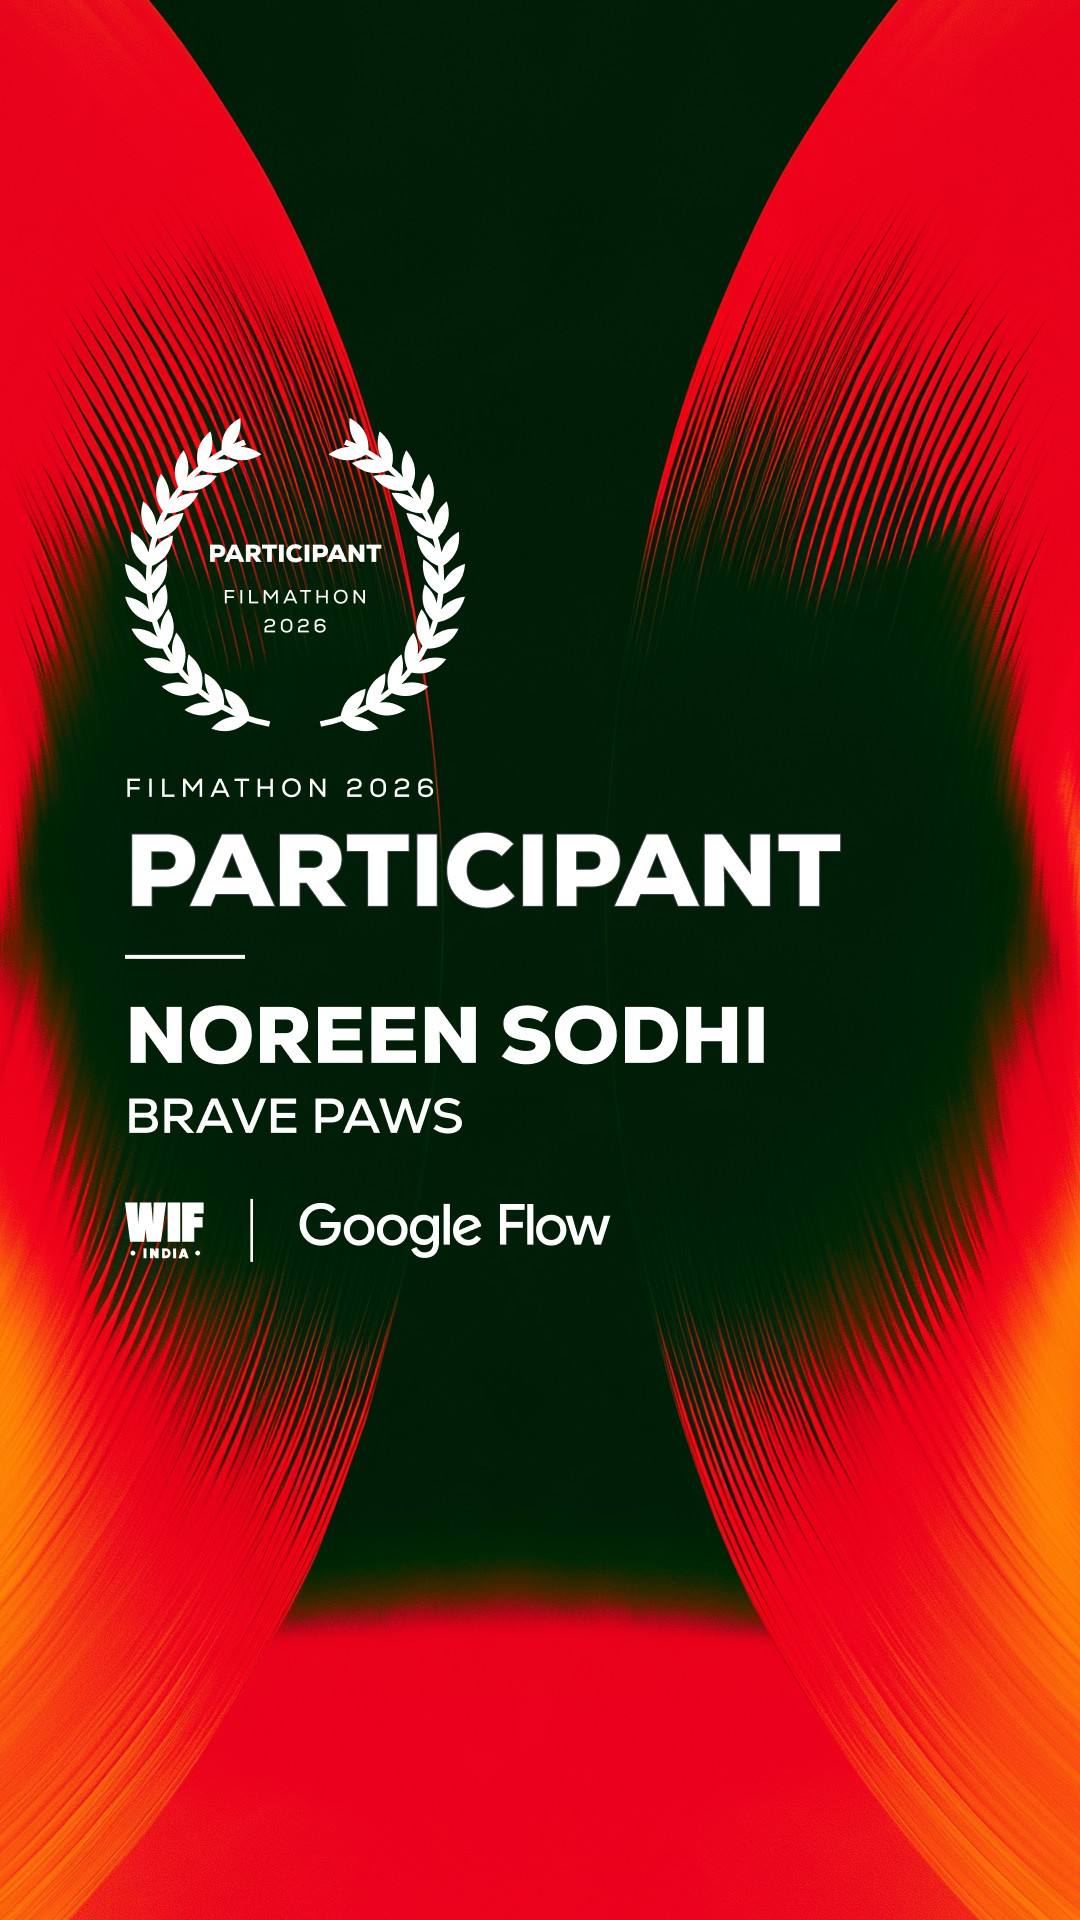 PARTICIPANT
FILMATHON
2026
FILMATHON 2026
PARTICIPANT
NOREEN SODHI
BRAVE PAWS
WIF
• INDIA •
Google Flow